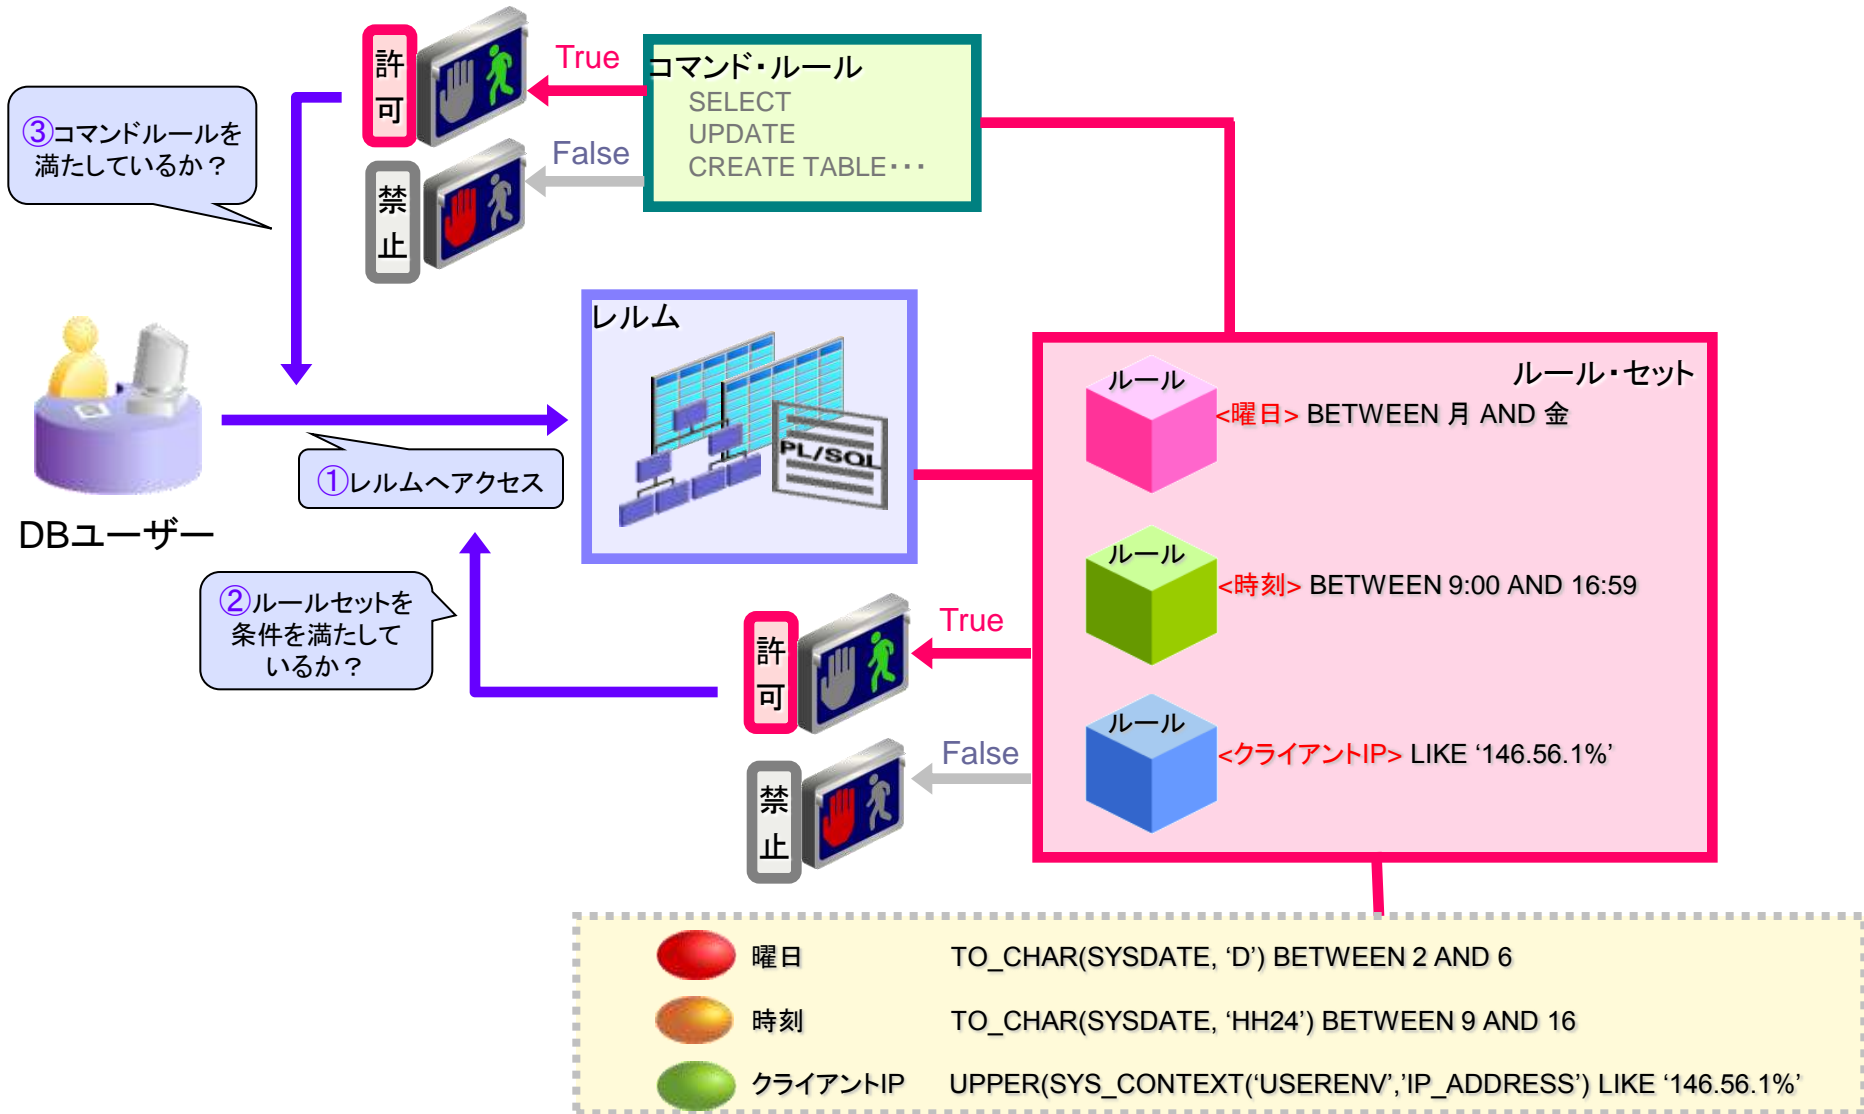 許可
True
コマンド・ルール
SELECT
UPDATE
CREATE TABLE・・・
False
禁止
③コマンドルールを
満たしているか？
DBユーザー
①レルムへアクセス
レルム
PL/SQL
②ルールセットを
条件を満たして
いるか？
許可
True
禁止
False
ルール・セット
ルール
<曜日> BETWEEN 月 AND 金
ルール
<時刻> BETWEEN 9:00 AND 16:59
ルール
<クライアントIP> LIKE ‘146.56.1%’
曜日 TO_CHAR(SYSDATE, ‘D’) BETWEEN 2 AND 6
時刻 TO_CHAR(SYSDATE, ‘HH24’) BETWEEN 9 AND 16
クライアントIP UPPER(SYS_CONTEXT(‘USERENV’,’IP_ADDRESS’) LIKE ‘146.56.1%’